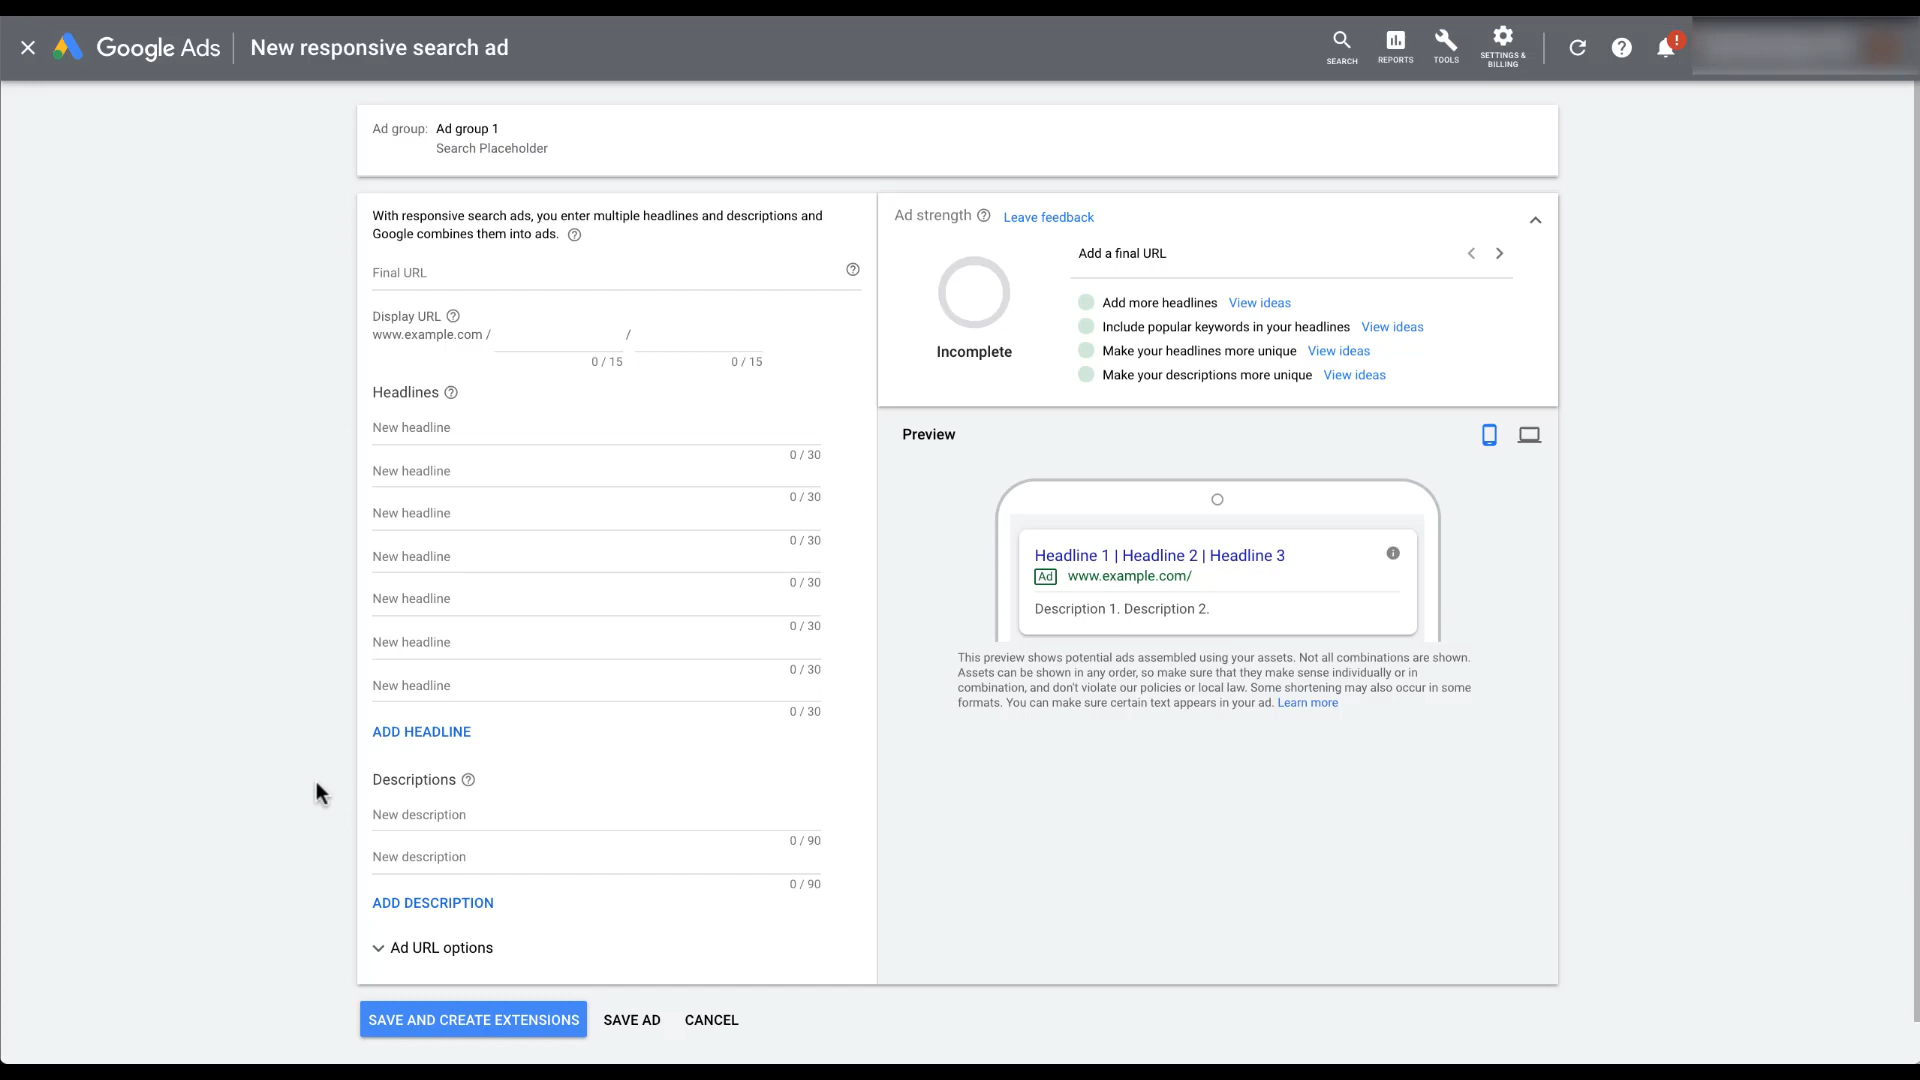 Google Ads
New responsive search ad
SEARCH
REPORTS
TOOLS
SETTINGS &
BILLING
!
Ad group: Ad group 1
Search Placeholder
With responsive search ads, you enter multiple headlines and descriptions and
Google combines them into ads.
Final URL
Display URL
www.example.com / /
0 / 15 0 / 15
Headlines
New headline
0 / 30
New headline
0 / 30
New headline
0 / 30
New headline
0 / 30
New headline
0 / 30
New headline
0 / 30
New headline
0 / 30
ADD HEADLINE
Descriptions
New description
0 / 90
New description
0 / 90
ADD DESCRIPTION
Ad URL options
SAVE AND CREATE EXTENSIONS SAVE AD CANCEL
Ad strength Leave feedback
Incomplete
Add a final URL
Add more headlines View ideas
Include popular keywords in your headlines View ideas
Make your headlines more unique View ideas
Make your descriptions more unique View ideas
Preview
Headline 1 | Headline 2 | Headline 3
Ad www.example.com/
Description 1. Description 2.
This preview shows potential ads assembled using your assets. Not all combinations are shown.
Assets can be shown in any order, so make sure that they make sense individually or in
combination, and don't violate our policies or local law. Some shortening may also occur in some
formats. You can make sure certain text appears in your ad. Learn more